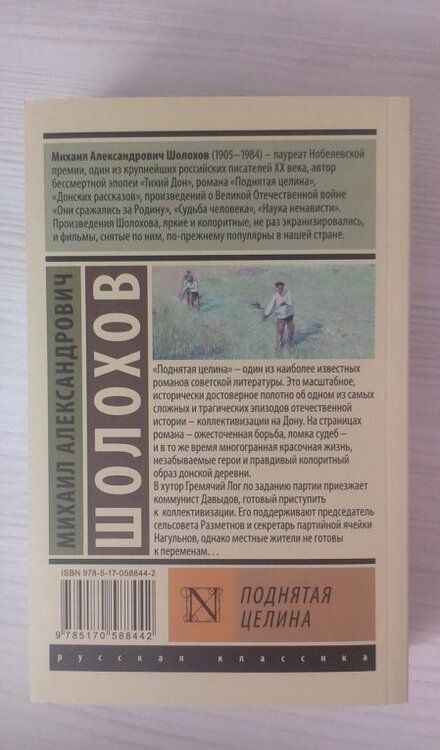 Михаил Александрович Шолохов (1905–1984) – лауреат Нобелевской
премии, один из крупнейших российских писателей XX века, автор
бессмертной эпопеи «Тихий Дон», романа «Поднятая целина»,
«Донских рассказов», произведений о Великой Отечественной войне
«Они сражались за Родину», «Судьба человека», «Наука ненависти».
Произведения Шолохова, яркие и колоритные, не раз экранизировались,
и фильмы, снятые по ним, по-прежнему популярны в нашей стране.
МИХАИЛ АЛЕКСАНДРОВИЧ
ШОЛОХОВ
«Поднятая целина» – один из наиболее известных
романов советской литературы. Это масштабное,
исторически достоверное полотно об одном из самых
сложных и трагических эпизодов отечественной
истории – коллективизации на Дону. На страницах
романа – ожесточенная борьба, ломка судеб –
и в то же время многогранная красочная жизнь,
незабываемые герои и правдивый колоритный
образ донской деревни.
В хутор Гремячий Лог по заданию партии приезжает
коммунист Давыдов, готовый приступить
к коллективизации. Его поддерживают председатель
сельсовета Разметнов и секретарь партийной ячейки
Нагульнов, однако местные жители не готовы
к переменам…
ISBN 978-5-17-058844-2
9 785170 588442
N
ПОДНЯТАЯ
ЦЕЛИНА
русская классика